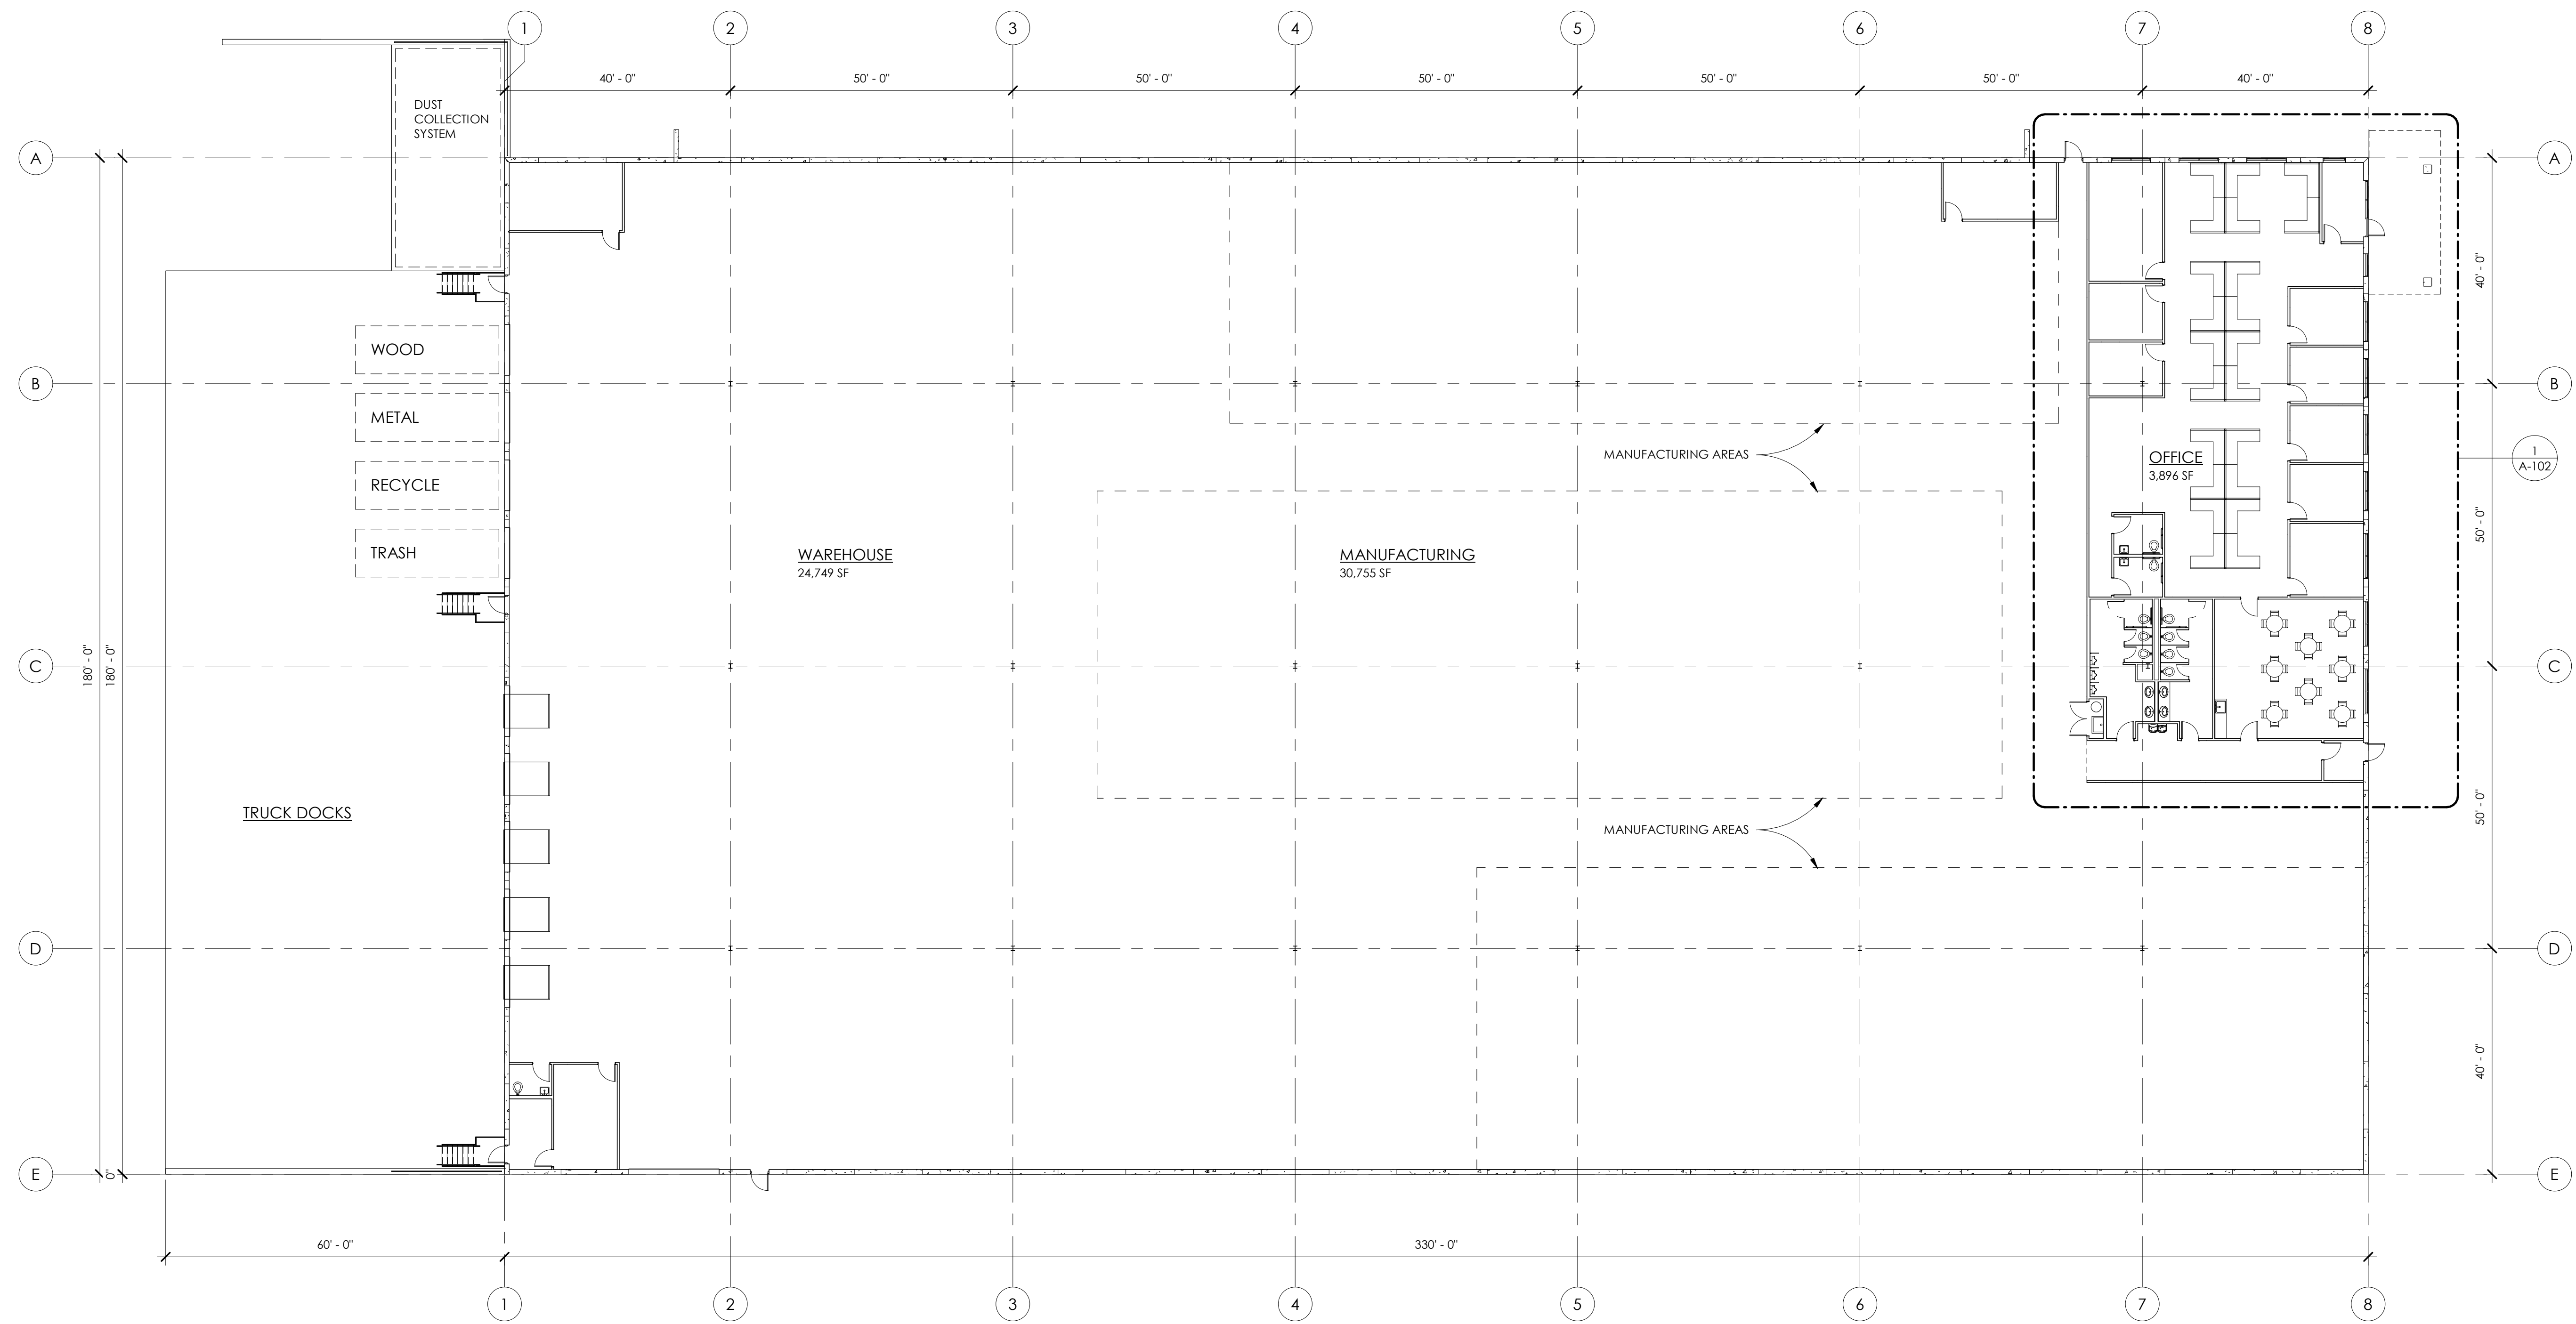 1 2 3 4 5 6 7 8
40' - 0" 50' - 0" 50' - 0" 50' - 0" 50' - 0" 50' - 0" 40' - 0"
DUST
COLLECTION
SYSTEM
A A
40' - 0"
WOOD
B B
METAL
MANUFACTURING AREAS
OFFICE
3,896 SF
1
A-102
RECYCLE
50' - 0"
TRASH
WAREHOUSE
24,749 SF
MANUFACTURING
30,755 SF
C C
180' - 0"
180' - 0"
50' - 0"
TRUCK DOCKS
MANUFACTURING AREAS
D D
40' - 0"
E E
0"
60' - 0" 330' - 0"
1 2 3 4 5 6 7 8